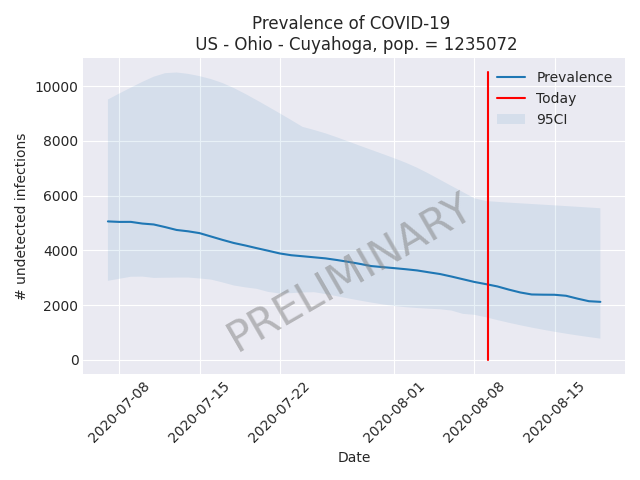 Prevalence of COVID-19
US - Ohio - Cuyahoga, pop. = 1235072
# undetected infections
10000
8000
6000
4000
2000
0
Prevalence
Today
95CI
PRELIMINARY
2020-07-08
2020-07-15
2020-07-22
2020-08-01
2020-08-08
2020-08-15
Date